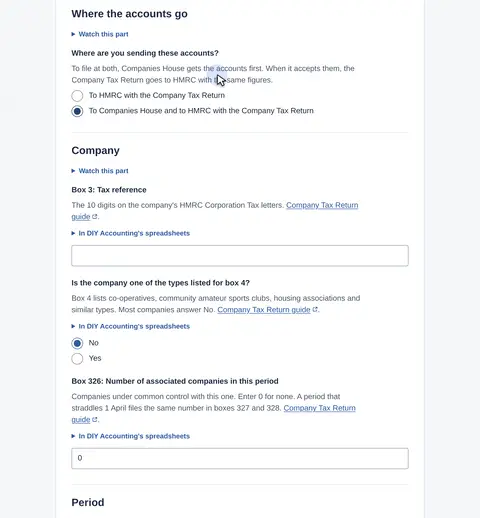 Where the accounts go
Watch this part
Where are you sending these accounts?
To file at both, Companies House gets the accounts first. When it accepts them, the
Company Tax Return goes to HMRC with the same figures.
To HMRC with the Company Tax Return
To Companies House and to HMRC with the Company Tax Return
Company
Watch this part
Box 3: Tax reference
The 10 digits on the company's HMRC Corporation Tax letters. Company Tax Return
guide.
In DIY Accounting's spreadsheets
Is the company one of the types listed for box 4?
Box 4 lists co-operatives, community amateur sports clubs, housing associations and
similar types. Most companies answer No. Company Tax Return guide.
In DIY Accounting's spreadsheets
No
Yes
Box 326: Number of associated companies in this period
Companies under common control with this one. Enter 0 for none. A period that
straddles 1 April files the same number in boxes 327 and 328. Company Tax Return
guide.
In DIY Accounting's spreadsheets
0
Period